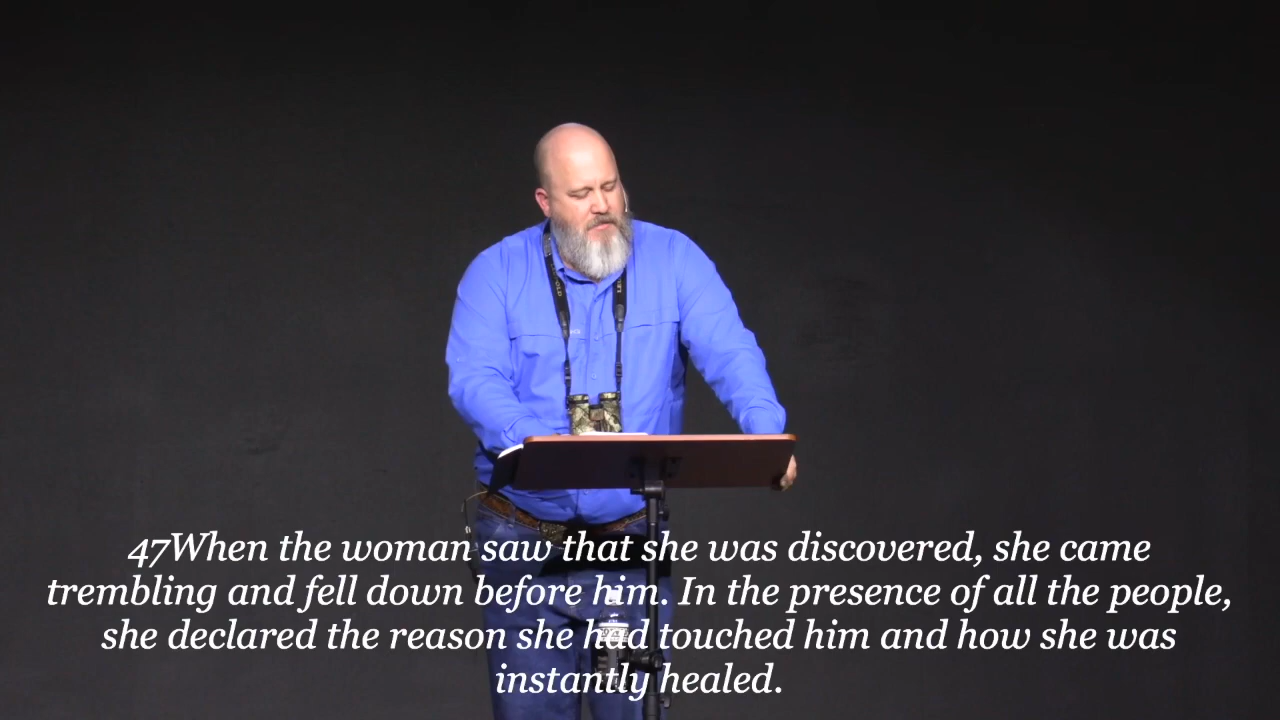 47When the woman saw that she was discovered, she came
trembling and fell down before him. In the presence of all the people,
she declared the reason she had touched him and how she was
instantly healed.